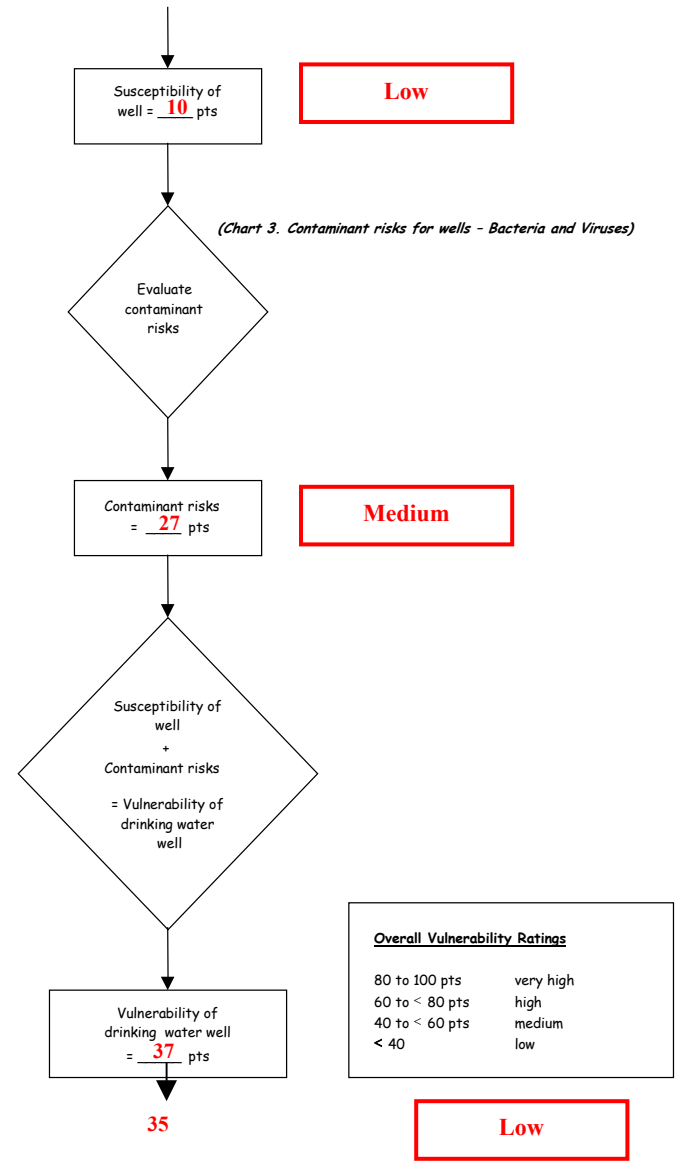 Susceptibility of
well = 10 pts
Low
(Chart 3. Contaminant risks for wells – Bacteria and Viruses)
Evaluate
contaminant
risks
Contaminant risks
= 27 pts
Medium
Susceptibility of
well
+
Contaminant risks
= Vulnerability of
drinking water
well
Vulnerability of
drinking water well
= 37 pts
35
Overall Vulnerability Ratings
80 to 100 pts very high
60 to < 80 pts high
40 to < 60 pts medium
< 40 low
Low